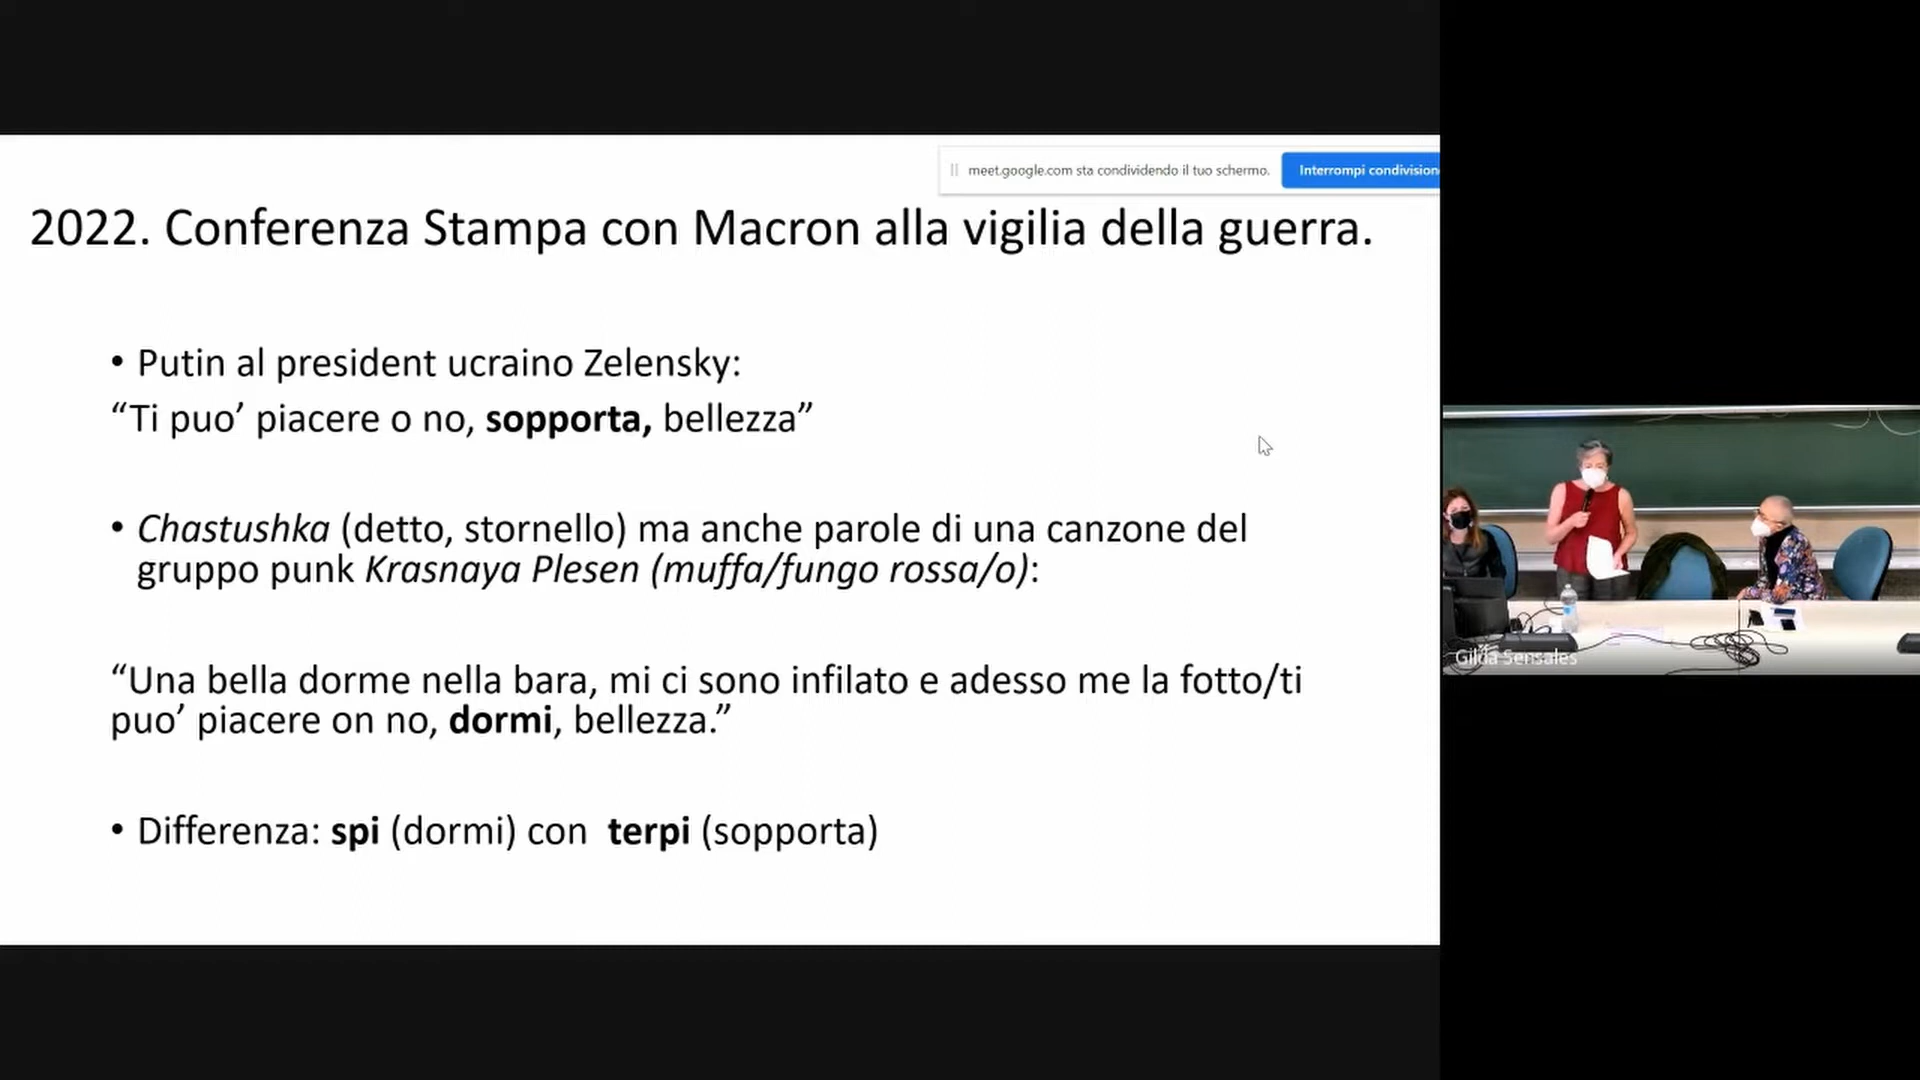 meet.google.com sta condividendo il tuo schermo.
Interrompi condivision
2022. Conferenza Stampa con Macron alla vigilia della guerra.
• Putin al president ucraino Zelensky:
“Ti puo’ piacere o no, sopporta, bellezza”
• Chastushka (detto, stornello) ma anche parole di una canzone del
gruppo punk Krasnaya Plesen (muffa/fungo rossa/o):
“Una bella dorme nella bara, mi ci sono infilato e adesso me la fotto/ti
puo’ piacere on no, dormi, bellezza.”
• Differenza: spi (dormi) con terpi (sopporta)
Gilda Sensales